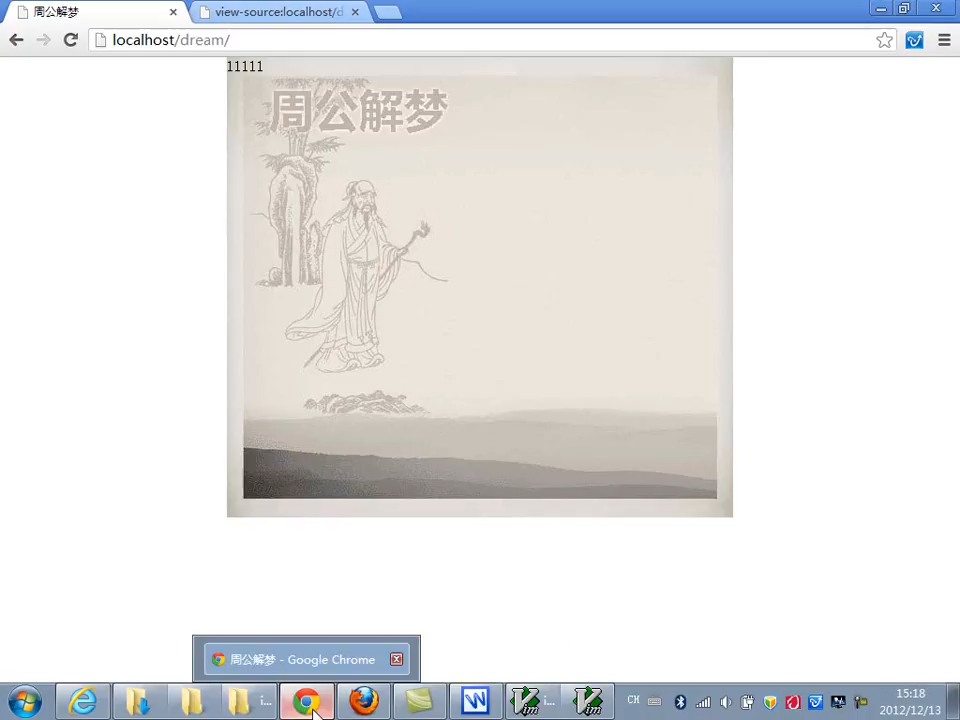 周公解梦
view-source:localhost/d
localhost/dream/
11111
周公解梦
周公解梦 - Google Chrome
i...
i...
CH
15:18
2012/12/13